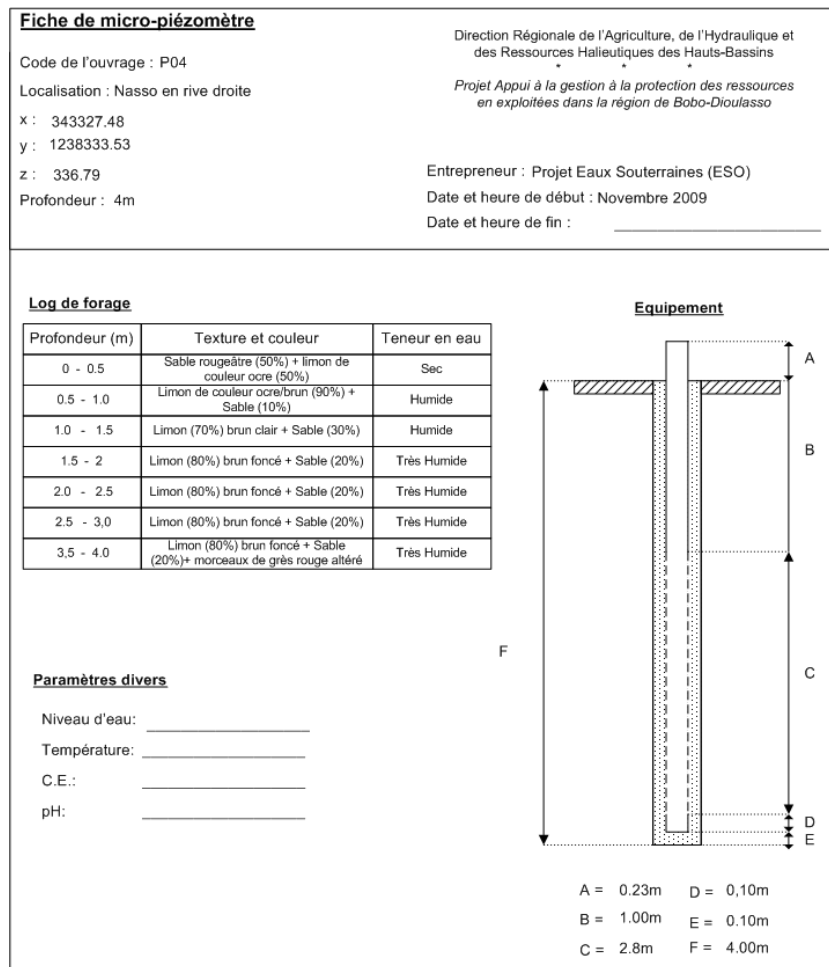 Fiche de micro-piézomètre
Code de l'ouvrage : P04
Localisation : Nasso en rive droite
x : 343327.48
y : 1238333.53
z : 336.79
Profondeur : 4m
Direction Régionale de l'Agriculture, de l'Hydraulique et
des Ressources Halieutiques des Hauts-Bassins
* * *
Projet Appui à la gestion à la protection des ressources
en exploitées dans la région de Bobo-Dioulasso
Entrepreneur : Projet Eaux Souterraines (ESO)
Date et heure de début : Novembre 2009
Date et heure de fin :
Log de forage
Profondeur (m) Texture et couleur Teneur en eau
0 - 0.5 Sable rougeâtre (50%) + limon de
couleur ocre (50%) Sec
0.5 - 1.0 Limon de couleur ocre/brun (90%) +
Sable (10%) Humide
1.0 - 1.5 Limon (70%) brun clair + Sable (30%) Humide
1.5 - 2 Limon (80%) brun foncé + Sable (20%) Très Humide
2.0 - 2.5 Limon (80%) brun foncé + Sable (20%) Très Humide
2.5 - 3,0 Limon (80%) brun foncé + Sable (20%) Très Humide
3,5 - 4.0 Limon (80%) brun foncé + Sable
(20%)+ morceaux de grès rouge altéré Très Humide
Paramètres divers
Niveau d'eau:
Température:
C.E.:
pH:
Equipement
A
B
F
C
D
E
A = 0.23m D = 0,10m
B = 1.00m E = 0.10m
C = 2.8m F = 4.00m